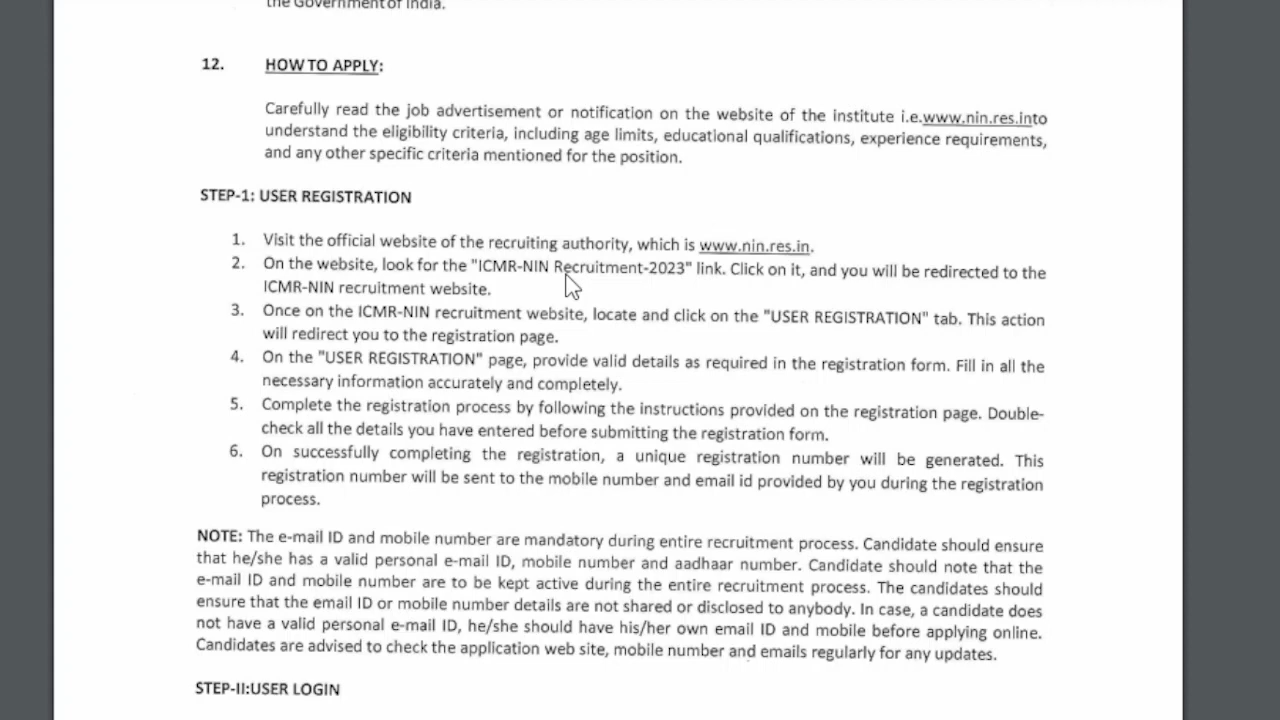 the Government of India.
12. HOW TO APPLY:
Carefully read the job advertisement or notification on the website of the institute i.e.www.nin.res.into
understand the eligibility criteria, including age limits, educational qualifications, experience requirements,
and any other specific criteria mentioned for the position.
STEP-1: USER REGISTRATION
1. Visit the official website of the recruiting authority, which is www.nin.res.in.
2. On the website, look for the "ICMR-NIN Recruitment-2023" link. Click on it, and you will be redirected to the
ICMR-NIN recruitment website.
3. Once on the ICMR-NIN recruitment website, locate and click on the "USER REGISTRATION" tab. This action
will redirect you to the registration page.
4. On the "USER REGISTRATION" page, provide valid details as required in the registration form. Fill in all the
necessary information accurately and completely.
5. Complete the registration process by following the instructions provided on the registration page. Double-
check all the details you have entered before submitting the registration form.
6. On successfully completing the registration, a unique registration number will be generated. This
registration number will be sent to the mobile number and email id provided by you during the registration
process.
NOTE: The e-mail ID and mobile number are mandatory during entire recruitment process. Candidate should ensure
that he/she has a valid personal e-mail ID, mobile number and aadhaar number. Candidate should note that the
e-mail ID and mobile number are to be kept active during the entire recruitment process. The candidates should
ensure that the email ID or mobile number details are not shared or disclosed to anybody. In case, a candidate does
not have a valid personal e-mail ID, he/she should have his/her own email ID and mobile before applying online.
Candidates are advised to check the application web site, mobile number and emails regularly for any updates.
STEP-II:USER LOGIN